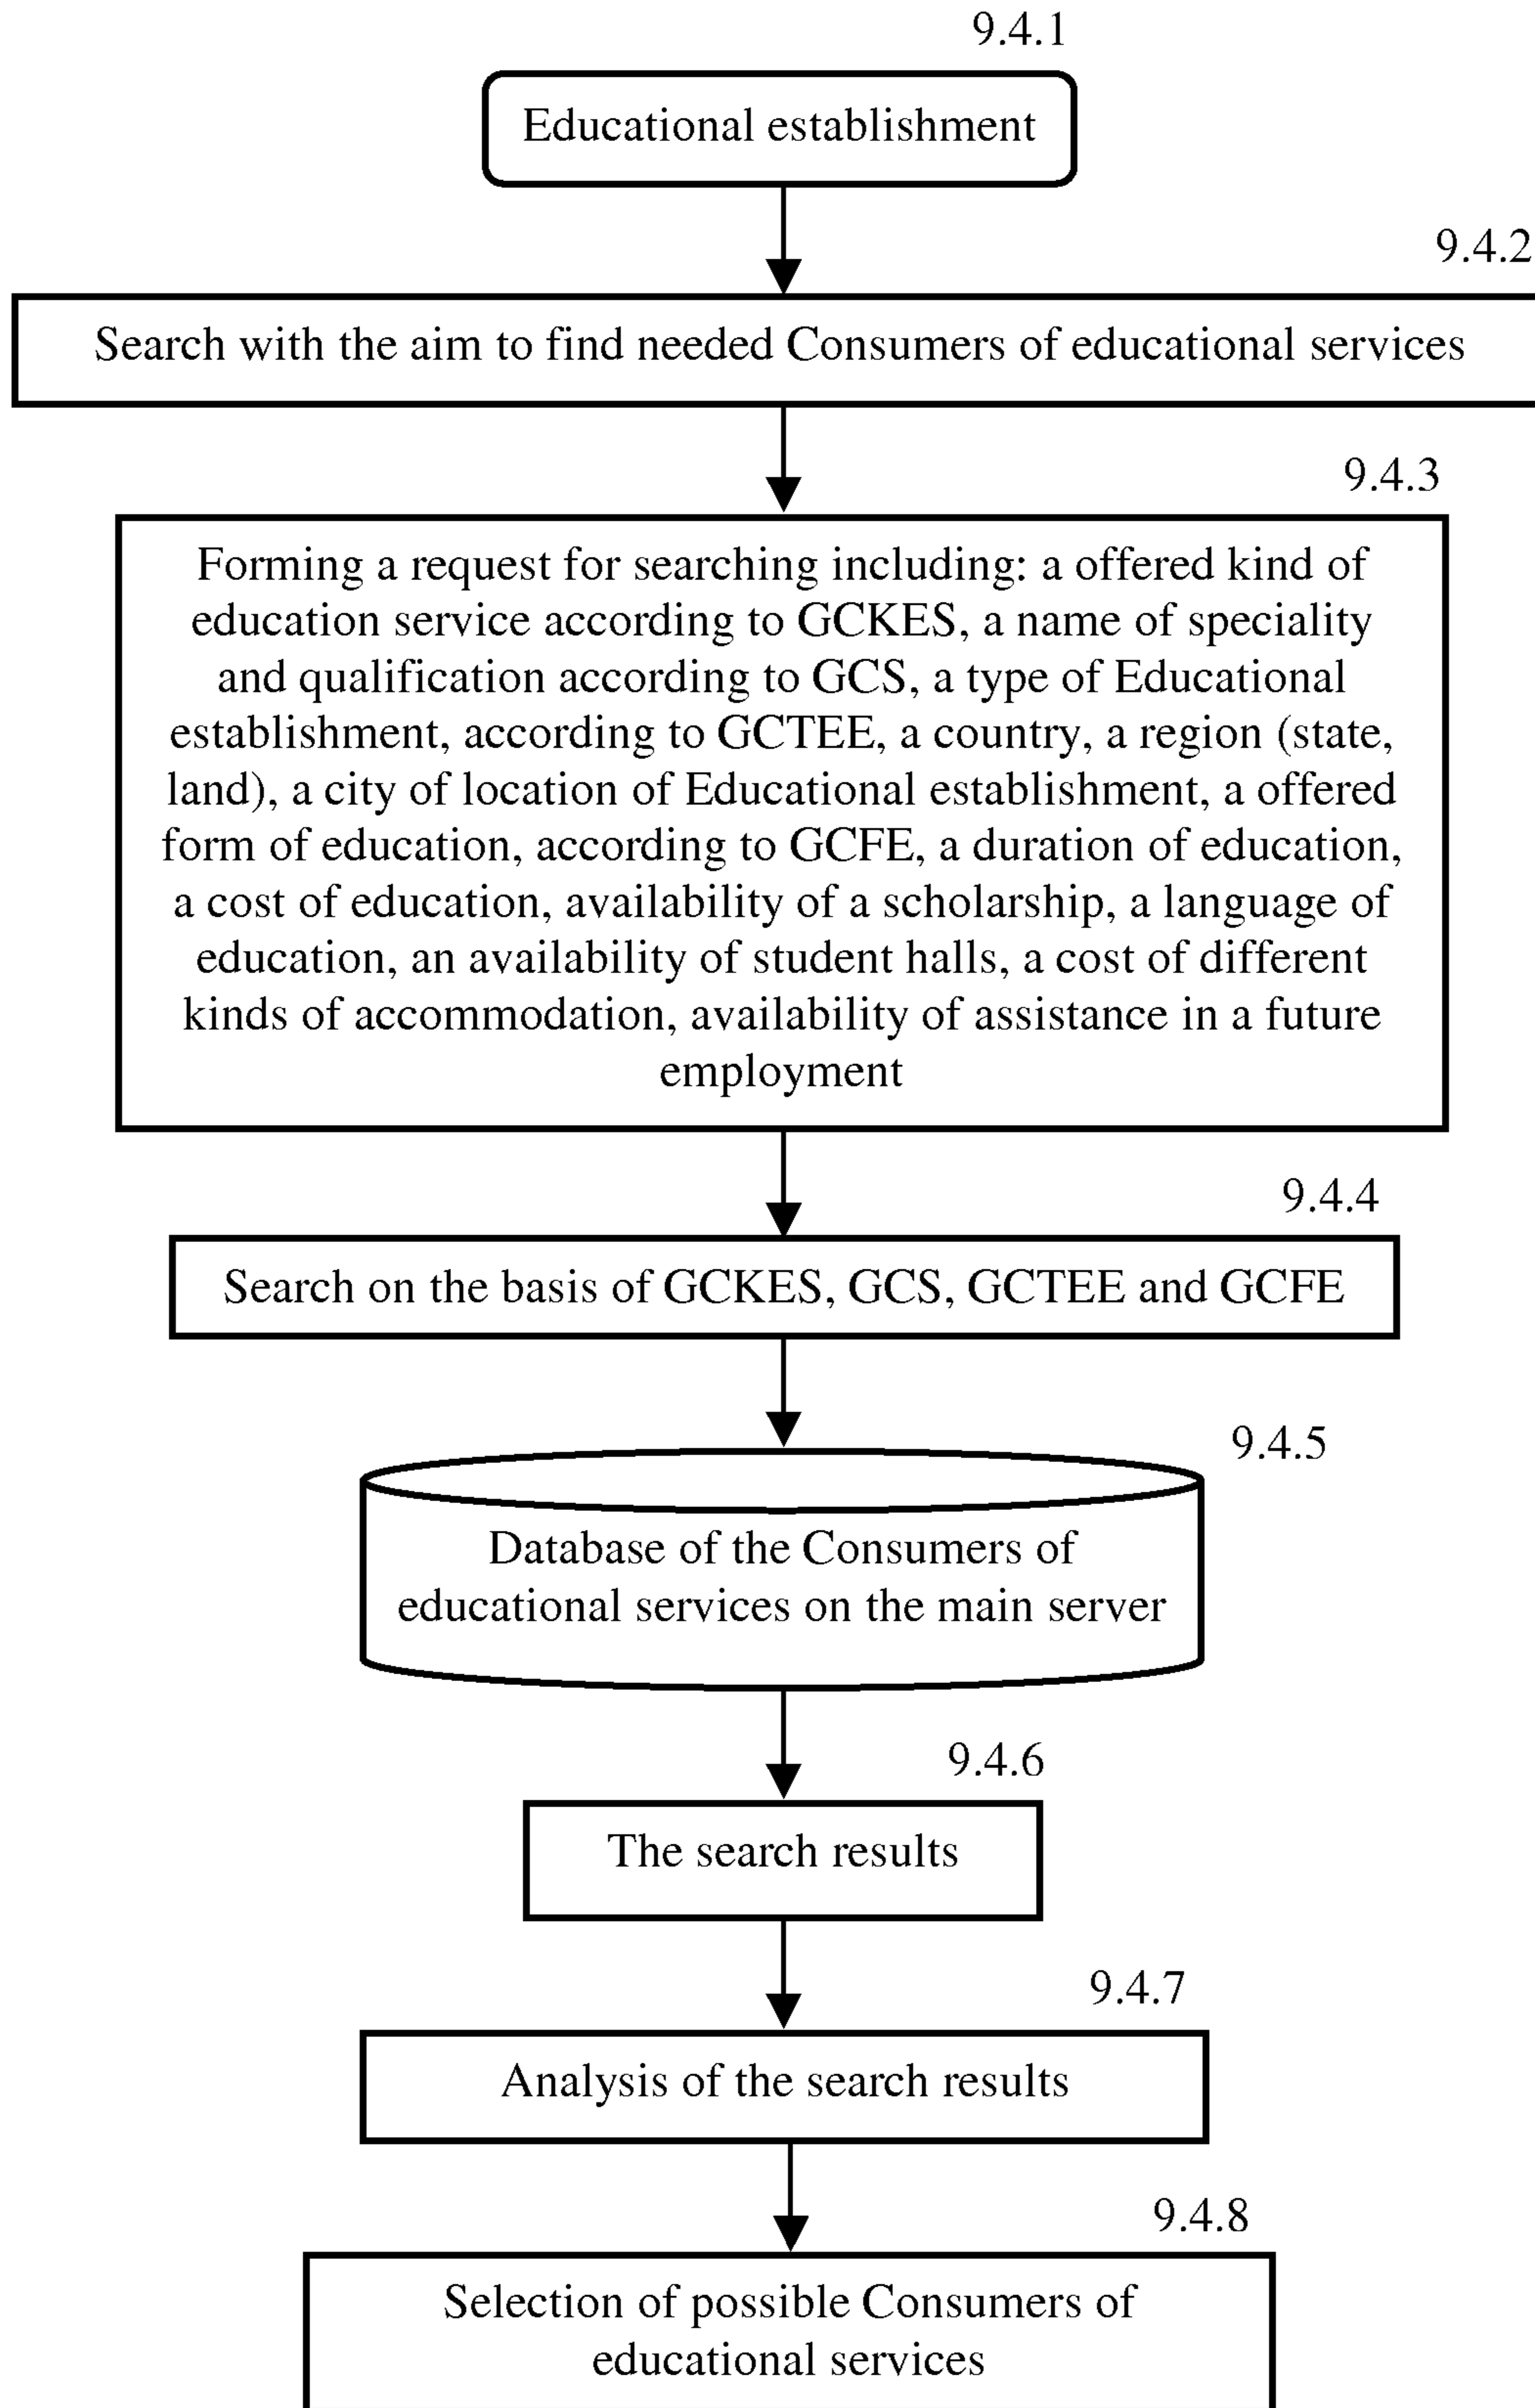 9.4.1
Educational establishment
9.4.2
Search with the aim to find needed Consumers of educational services
9.4.3
Forming a request for searching including: a offered kind of
education service according to GCKES, a name of speciality
and qualification according to GCS, a type of Educational
establishment, according to GCTEE, a country, a region (state,
land), a city of location of Educational establishment, a offered
form of education, according to GCFE, a duration of education,
a cost of education, availability of a scholarship, a language of
education, an availability of student halls, a cost of different
kinds of accommodation, availability of assistance in a future
employment
9.4.4
Search on the basis of GCKES, GCS, GCTEE and GCFE
9.4.5
Database of the Consumers of
educational services on the main server
9.4.6
The search results
9.4.7
Analysis of the search results
9.4.8
Selection of possible Consumers of
educational services